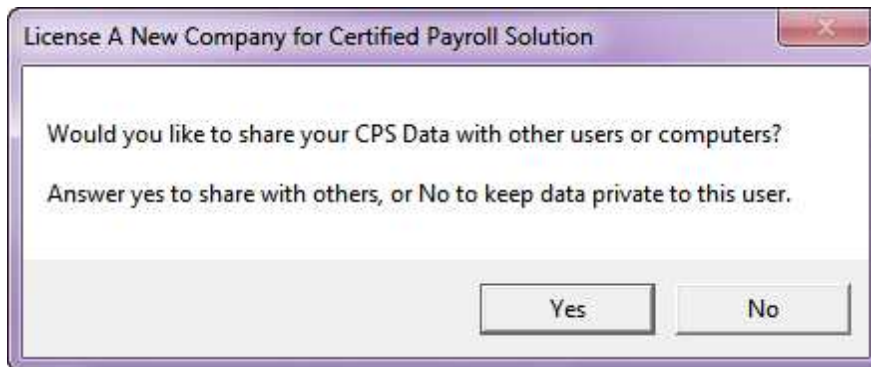 License A New Company for Certified Payroll Solution
Would you like to share your CPS Data with other users or computers?
Answer yes to share with others, or No to keep data private to this user.
Yes No